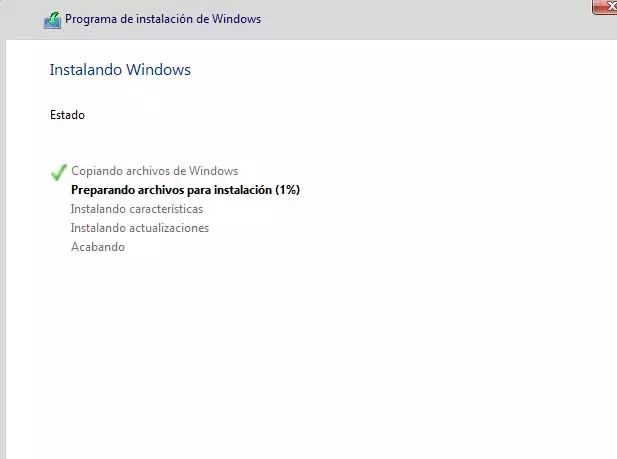 Programa de instalación de Windows
Instalando Windows
Estado
Copiando archivos de Windows
Preparando archivos para instalación (1%)
Instalando características
Instalando actualizaciones
Acabando